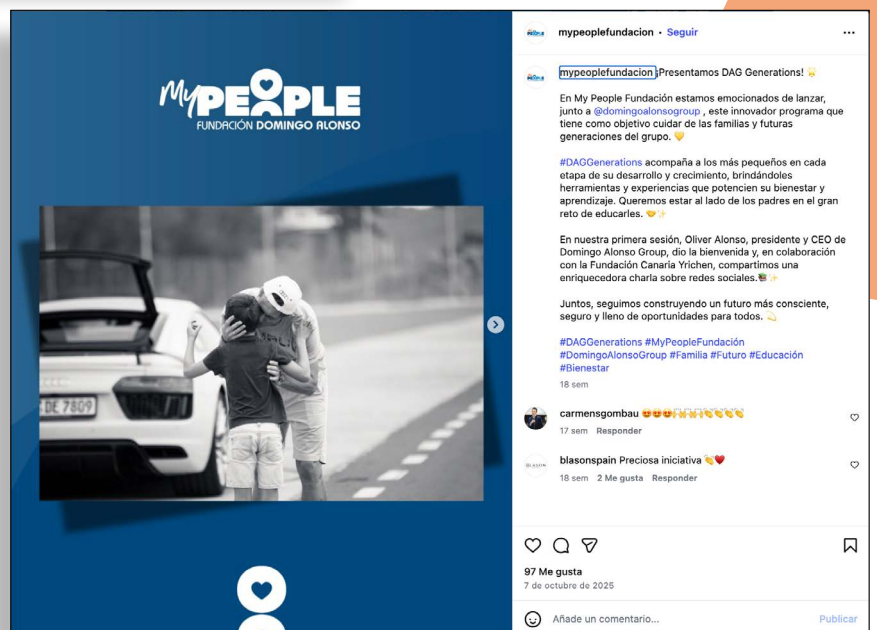 My PEOPLE
FUNDACIÓN DOMINGO ALONSO
DE 7809
mypeoplefundacion • Seguir
mypeoplefundacion ¡Presentamos DAG Generations! 🌟
En My People Fundación estamos emocionados de lanzar,
junto a @domingoalonsogroup , este innovador programa que
tiene como objetivo cuidar de las familias y futuras
generaciones del grupo. 💛
#DAGGenerations acompaña a los más pequeños en cada
etapa de su desarrollo y crecimiento, brindándoles
herramientas y experiencias que potencien su bienestar y
aprendizaje. Queremos estar al lado de los padres en el gran
reto de educarles. 🤝✨
En nuestra primera sesión, Oliver Alonso, presidente y CEO de
Domingo Alonso Group, dio la bienvenida y, en colaboración
con la Fundación Canaria Yrichen, compartimos una
enriquecedora charla sobre redes sociales.📚✨
Juntos, seguimos construyendo un futuro más consciente,
seguro y lleno de oportunidades para todos. 💫
#DAGGenerations #MyPeopleFundación
#DomingoAlonsoGroup #Familia #Futuro #Educación
#Bienestar
18 sem
carmensgombau 😍😍😍🙌🙌🙌👏👏👏👏
17 sem Responder
BLASON
blasonspain Preciosa iniciativa 👏❤️
18 sem 2 Me gusta Responder
97 Me gusta
7 de octubre de 2025
Añade un comentario...
Publicar